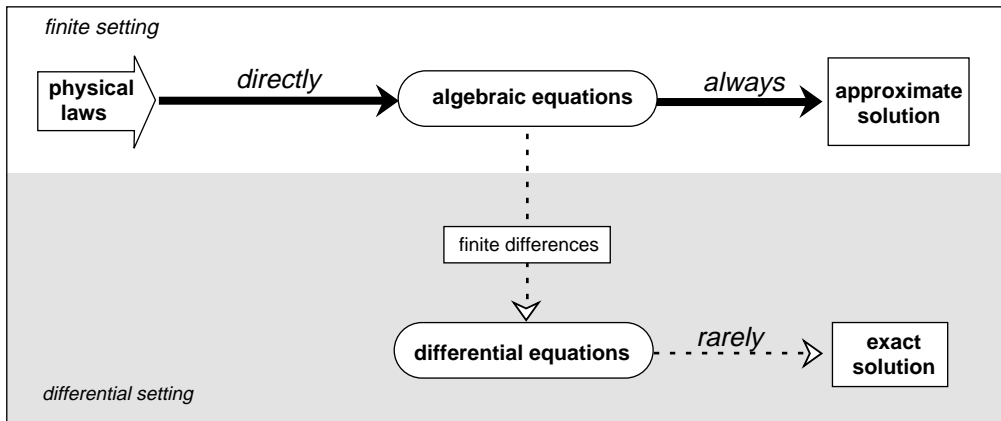 finite setting
physical
laws
directly
algebraic equations
always
approximate
solution
finite differences
differential equations
rarely
exact
solution
differential setting